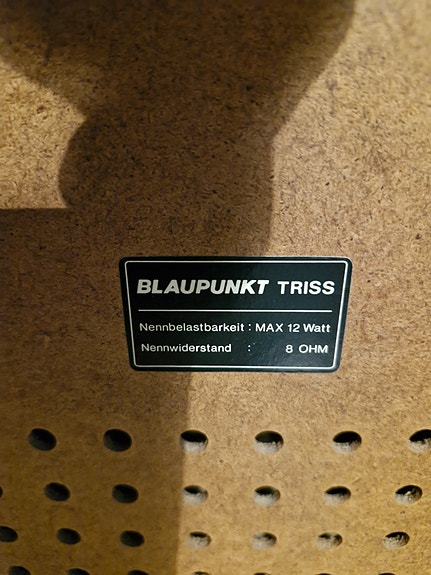 BLAUPUNKT TRISS
Nennbelastbarkeit : MAX 12 Watt
Nennwiderstand : 8 OHM